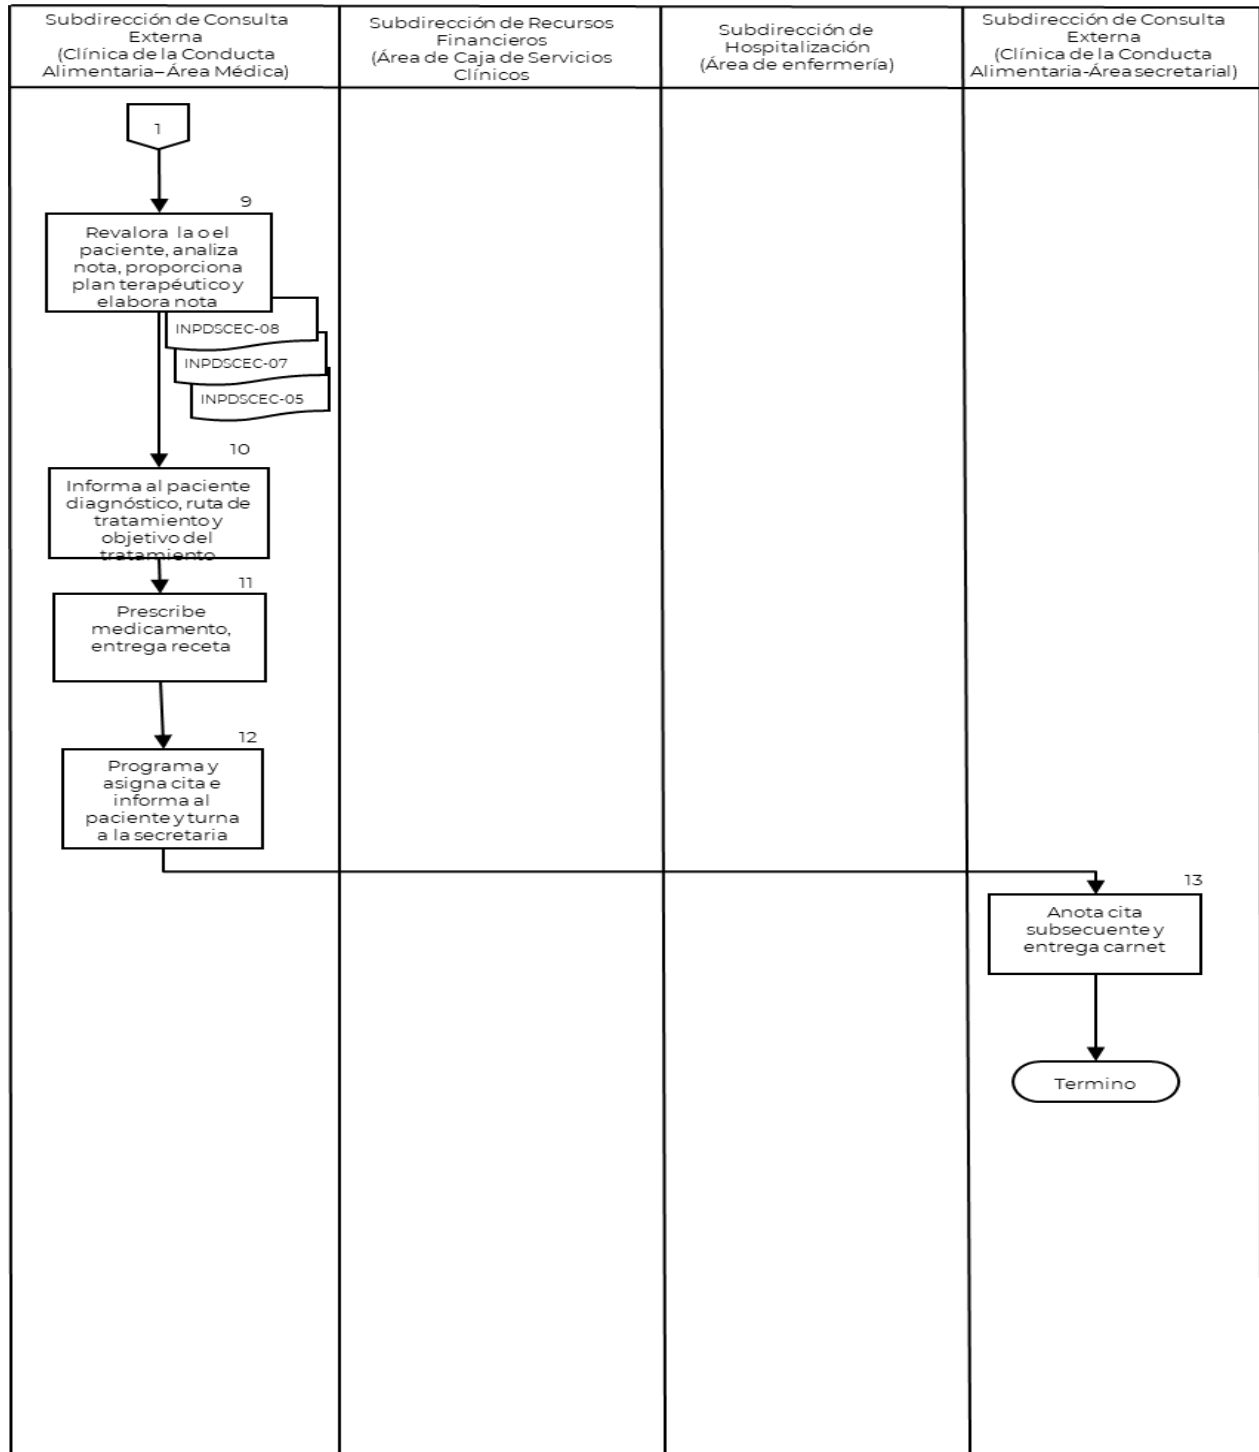 Subdirección de Consulta
Externa
(Clínica de la Conducta
Alimentaria–Área Médica)
Subdirección de Recursos
Financieros
(Área de Caja de Servicios
Clínicos
Subdirección de
Hospitalización
(Área de enfermería)
Subdirección de Consulta
Externa
(Clínica de la Conducta
Alimentaria-Área secretarial)
1
9
Revalora la o el
paciente, analiza
nota, proporciona
plan terapéutico y
elabora nota
INPDSCEC-08
INPDSCEC-07
INPDSCEC-05
10
Informa al paciente
diagnóstico, ruta de
tratamiento y
objetivo del
tratamiento
11
Prescribe
medicamento,
entrega receta
12
Programa y
asigna cita e
informa al
paciente y turna
a la secretaria
13
Anota cita
subsecuente y
entrega carnet
Termino